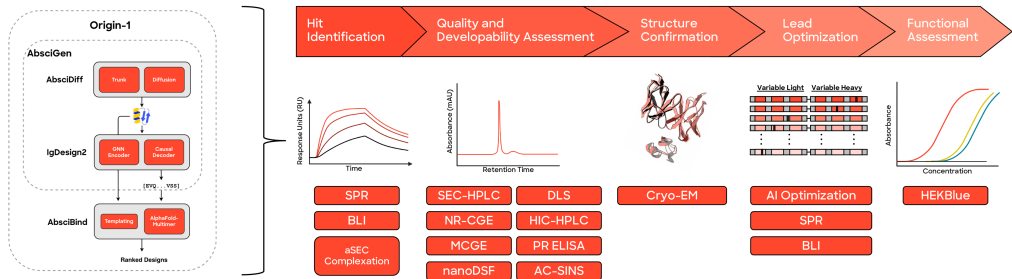 Origin-1
AbsciGen
AbsciDiff
Trunk
Diffusion
IgDesign2
GNN
Encoder
Causal
Decoder
[EVQ...VSS]
AbsciBind
Templating
AlphaFold-
Multimer
Ranked Designs
Hit
Identification
Quality and
Developability Assessment
Structure
Confirmation
Lead
Optimization
Functional
Assessment
Response Units (RU)
Time
SPR
BLI
aSEC
Complexation
Absorbance (mAU)
Retention Time
SEC-HPLC
DLS
NR-CGE
HIC-HPLC
MCGE
PR ELISA
nanoDSF
AC-SINS
Cryo-EM
Variable Light
Variable Heavy
AI Optimization
SPR
BLI
Absorbance
Concentration
HEKBlue